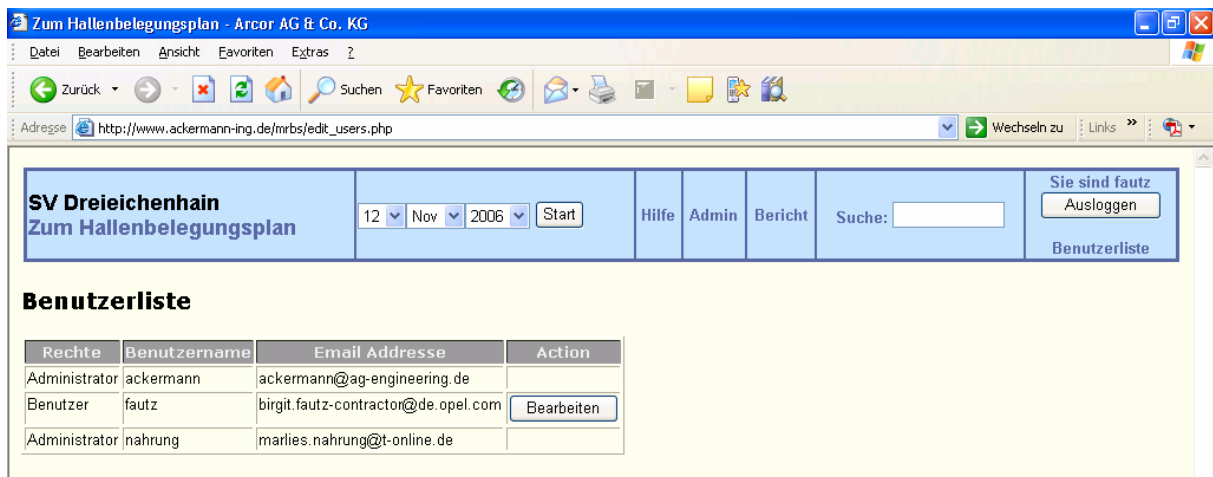 Zum Hallenbelegungsplan - Arcor AG & Co. KG
Datei Bearbeiten Ansicht Favoriten Extras ?
Zurück Suchen Favoriten
Adresse http://www.ackermann-ing.de/mrbs/edit_users.php Wechseln zu Links »
SV Dreieichenhain
Zum Hallenbelegungsplan
12 Nov 2006 Start
Hilfe
Admin
Bericht
Suche:
Sie sind fautz
Ausloggen
Benutzerliste
Benutzerliste
Rechte Benutzername Email Addresse Action
Administrator ackermann ackermann@ag-engineering.de
Benutzer fautz birgit.fautz-contractor@de.opel.com Bearbeiten
Administrator nahrung marlies.nahrung@t-online.de